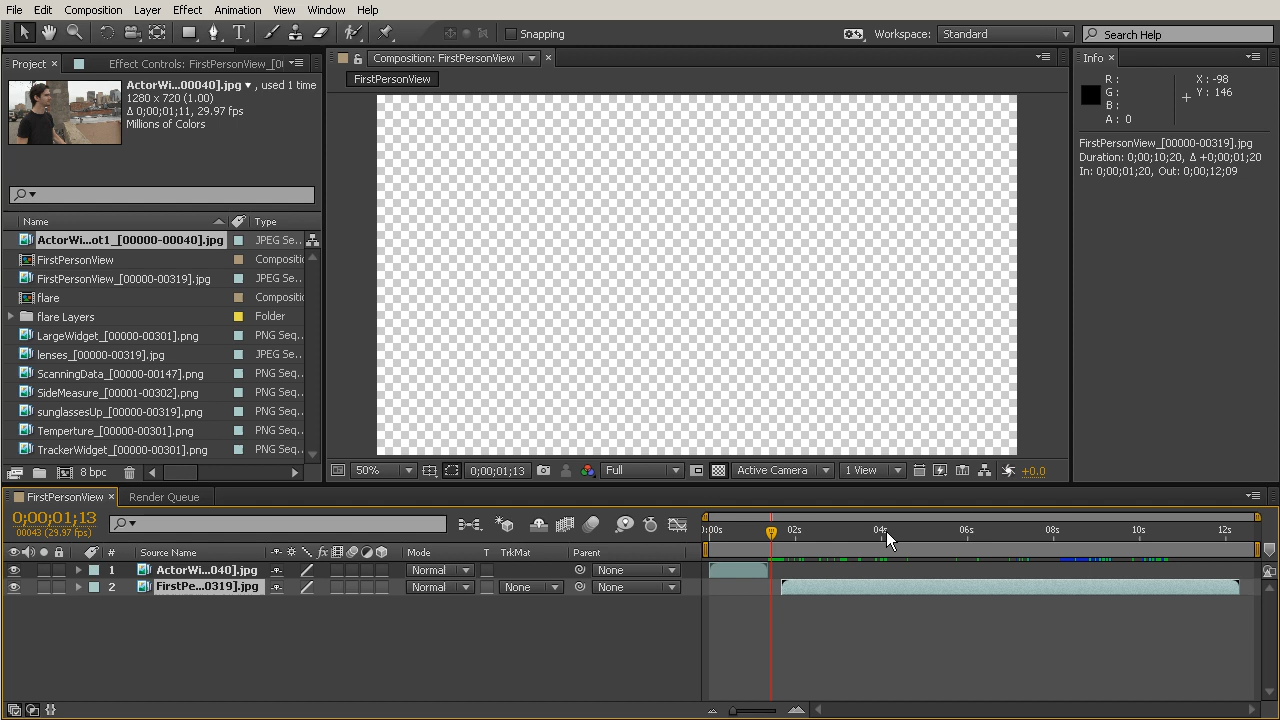 File Edit Composition Layer Effect Animation View Window Help
Snapping Workspace: Standard Search Help
Project Effect Controls: FirstPersonView_[0(
Composition: FirstPersonView
Info
FirstPersonView
ActorWi...00040].jpg , used 1 time
1280 x 720 (1.00)
Δ 0;00;01;11, 29.97 fps
Millions of Colors
R :
G :
B :
A : 0
X : -98
Y : 146
FirstPersonView_[00000-00319].jpg
Duration: 0;00;10;20, Δ +0;00;01;20
In: 0;00;01;20, Out: 0;00;12;09
Name Type
ActorWi...ot1_[00000-00040].jpg JPEG Se..
FirstPersonView Compositi
FirstPersonView_[00000-00319].jpg JPEG Se..
flare Compositi
flare Layers Folder
LargeWidget_[00000-00301].png PNG Seq..
lenses_[00000-00319].jpg JPEG Se..
ScanningData_[00000-00147].png PNG Seq..
SideMeasure_[00001-00302].png PNG Seq..
sunglassesUp_[00000-00319].png PNG Seq..
Temperture_[00000-00301].png PNG Seq..
TrackerWidget_[00000-00301].png PNG Seq..
8 bpc
50% 0;00;01;13 Full Active Camera 1 View +0.0
FirstPersonView Render Queue
0;00;01;13
00043 (29.97 fps)
0:00s 02s 04s 06s 08s 10s 12s
# Source Name fx Mode T TrkMat Parent
1 ActorW...040].jpg Normal None
2 FirstPe...0319].jpg Normal None None